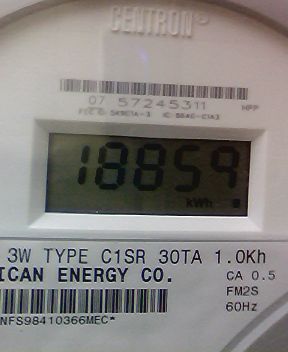 CENTRON
07 57245311 HPP
18859
kWh
3W TYPE C1SR 30TA 1.0Kh
ICAN ENERGY CO. CA 0.5
FM2S
60Hz
NFS98410366MEC*